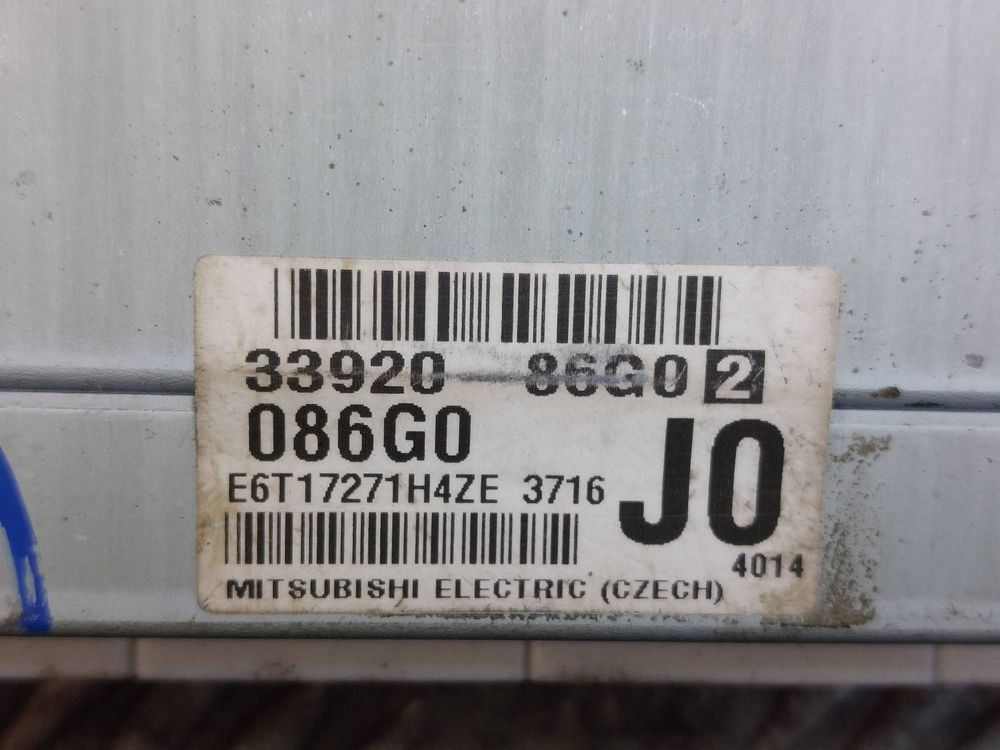 33920-86G0 2
086G0
J0
E6T17271H4ZE 3716
4014
MITSUBISHI ELECTRIC (CZECH)